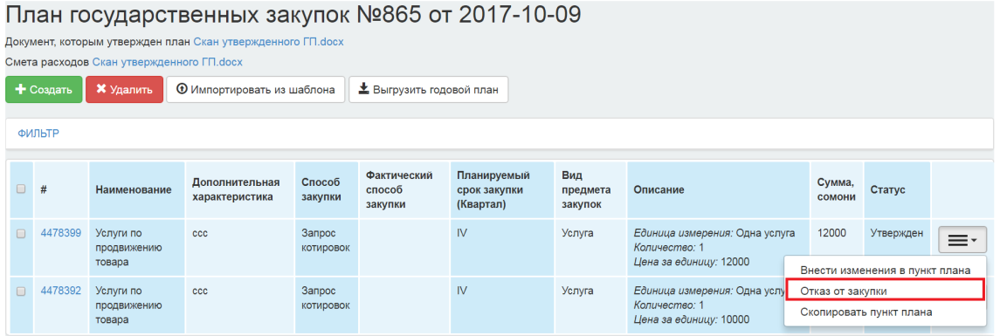 План государственных закупок №865 от 2017-10-09
Документ, которым утвержден план Скан утвержденного ГП.docx
Смета расходов Скан утвержденного ГП.docx
Создать Удалить Импортировать из шаблона Выгрузить годовой план
ФИЛЬТР
# Наименование Дополнительная характеристика Способ закупки Фактический способ закупки Планируемый срок закупки (Квартал) Вид предмета закупок Описание Сумма, сомони Статус
4478399 Услуги по продвижению товара ссс Запрос котировок IV Услуга Единица измерения: Одна услуга 12000 Утвержден
Количество: 1
Цена за единицу: 12000
Внести изменения в пункт плана
Отказ от закупки
Скопировать пункт плана
4478392 Услуги по продвижению товара ссс Запрос котировок IV Услуга Единица измерения: Одна услу
Количество: 1
Цена за единицу: 10000